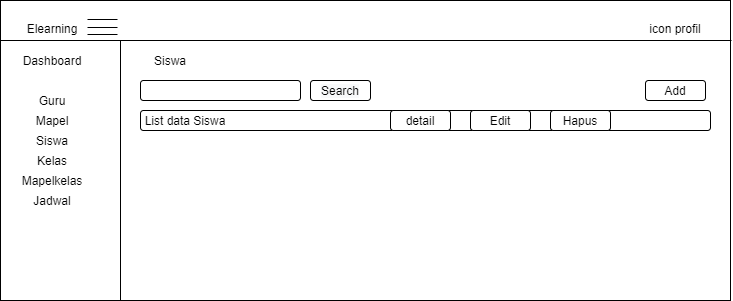 Elearning
icon profil
Dashboard
Guru
Mapel
Siswa
Kelas
Mapelkelas
Jadwal
Siswa
Search
Add
List data Siswa
detail
Edit
Hapus